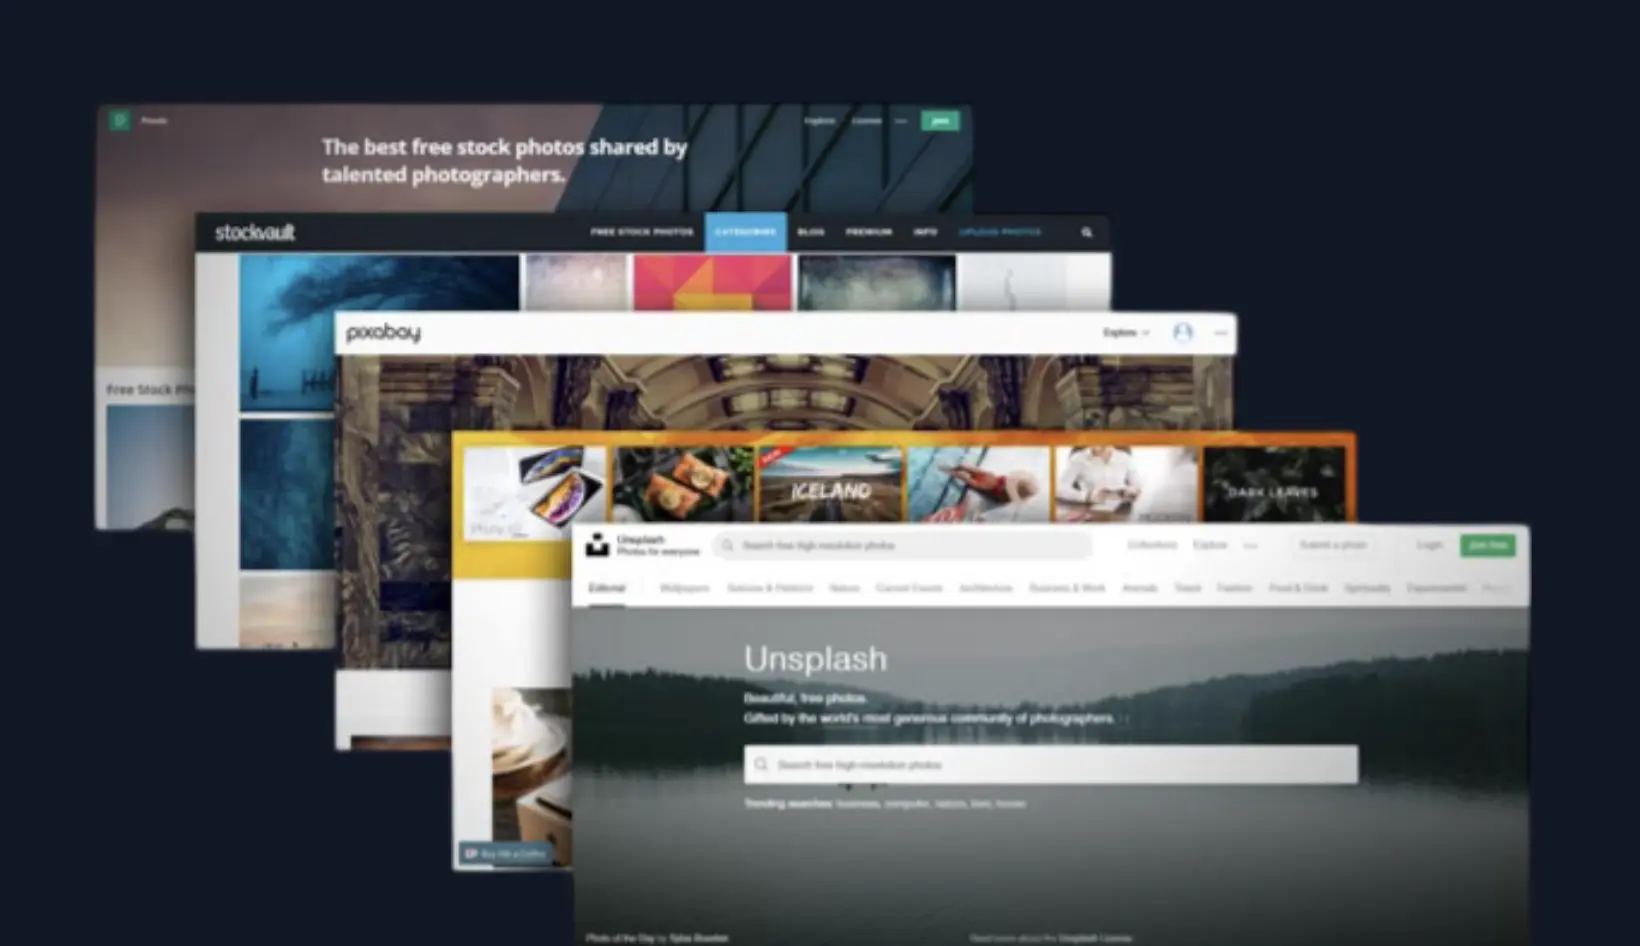 Pexels
Explore License Join
The best free stock photos shared by
talented photographers.
Free Stock Pho
stockvault
FREE STOCK PHOTOS CATEGORIES BLOG PREMIUM INFO UPLOAD PHOTOS
pixabay
Explore
NEW
ICELAND
DARK LEAVES
Unsplash
Photos for everyone
Search free high-resolution photos
Collections Explore Submit a photo Login Join free
Editorial Wallpapers Textures & Patterns Nature Current Events Architecture Business & Work Animals Travel Fashion Food & Drink Spirituality Experimental
Unsplash
Beautiful, free photos.
Gifted by the world's most generous community of photographers.
Search free high-resolution photos
Trending searches: business, computer, nature, love, house
Buy Me a Coffee
Photo of the Day by
Read more about the Unsplash License